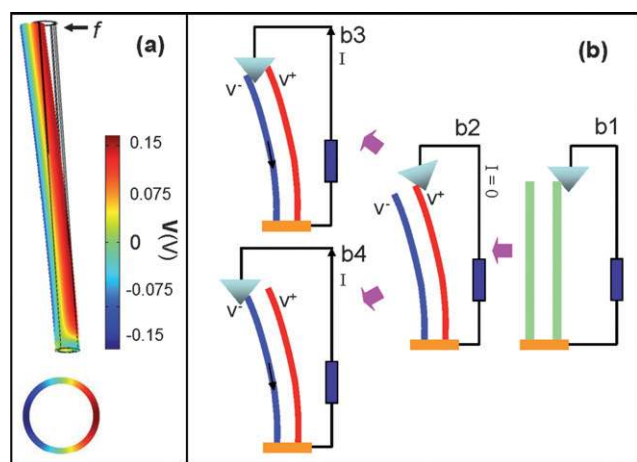 f
(a)
0.15
0.075
0
-0.075
-0.15
V(V)
(b)
b3
I
V-
V+
b2
I = 0
V-
V+
b1
b4
I
V-
V+